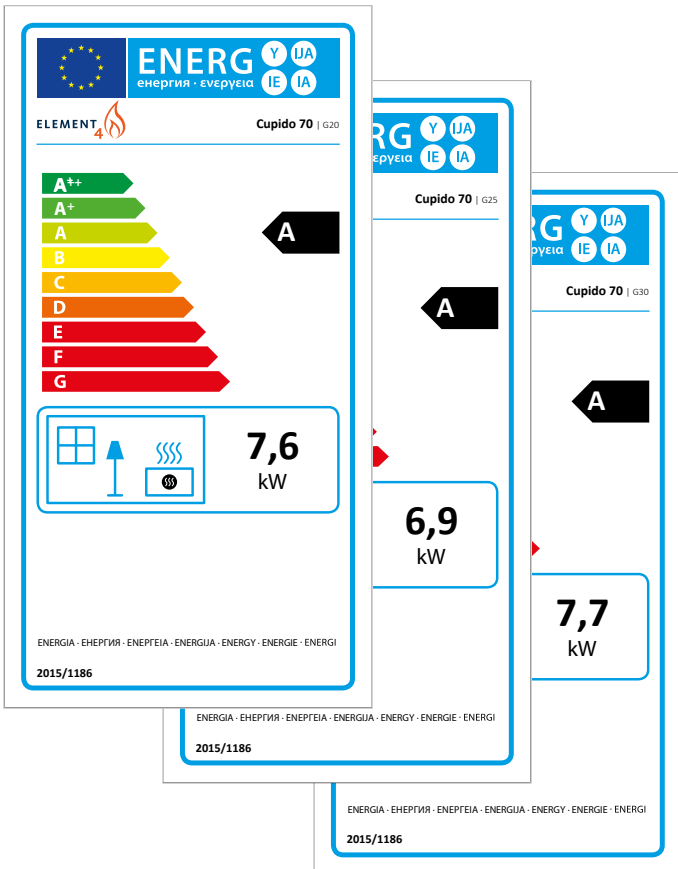 ENERG Y IJA
енергия · ενεργεια IE IA
ELEMENT4
Cupido 70 | G20
A+++
A+
A
B
C
D
E
F
G
A
7,6
kW
ENERGIA · ЕНЕРГИЯ · ΕΝΕΡΓΕΙΑ · ENERGIJA · ENERGY · ENERGIE · ENERGI
2015/1186
RG Y IJA
εργεια IE IA
Cupido 70 | G25
A
6,9
kW
ENERGIA · ЕНЕРГИЯ · ΕΝΕΡΓΕΙΑ · ENERGIJA · ENERGY · ENERGIE · ENERGI
2015/1186
RG Y IJA
ργεια IE IA
Cupido 70 | G30
A
7,7
kW
ENERGIA · ЕНЕРГИЯ · ΕΝΕΡΓΕΙΑ · ENERGIJA · ENERGY · ENERGIE · ENERGI
2015/1186